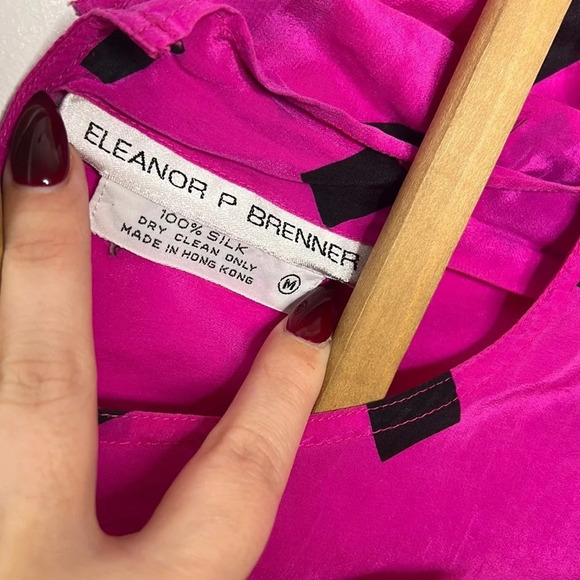 ELEANOR P BRENNER
100% SILK
DRY CLEAN ONLY
MADE IN HONG KONG
M